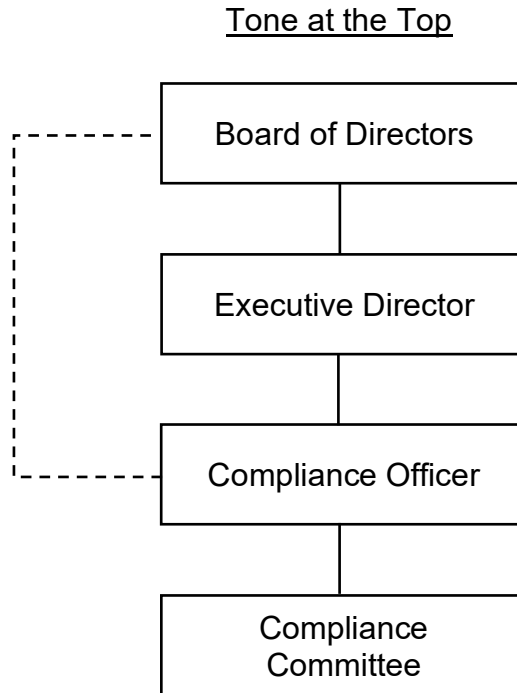 Tone at the Top
Board of Directors
Executive Director
Compliance Officer
Compliance
Committee